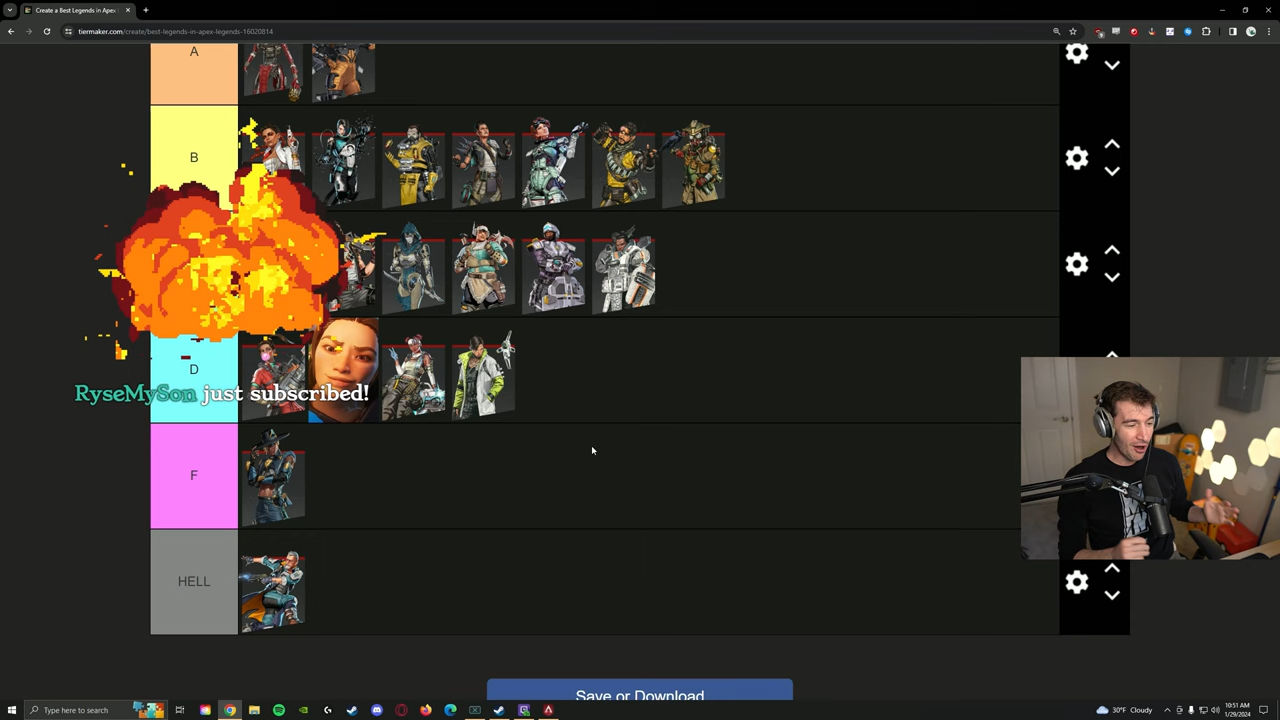 Create a Best Legends in Apex
tiermaker.com/create/best-legends-in-apex-legends-16020814
A
B
D
RyseMySon just subscribed!
F
HELL
Save or Download
Type here to search
30°F Cloudy
10:51 AM
1/29/2024